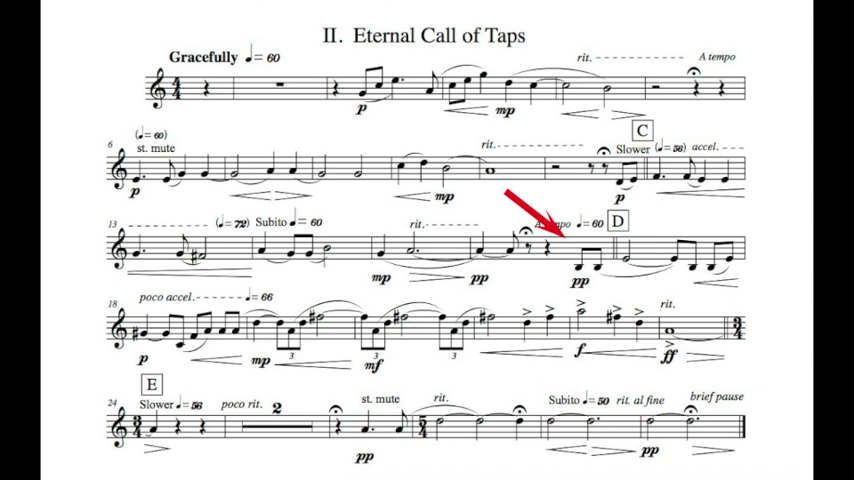 II. Eternal Call of Taps
Gracefully ♩= 60
rit.
A tempo
p
mp
6
(♩= 60)
st. mute
rit.
C
Slower (♩= 56) accel.
p
mp
p
13
(♩= 72)
Subito ♩= 60
rit.
♩= 60
D
mp
pp
pp
18
poco accel.
♩= 66
rit.
p
mp
3
mf
3
f
ff
3
4
E
24
Slower ♩= 56
poco rit.
2
st. mute
rit.
Subito ♩= 50
rit. al fine
brief pause
pp
pp